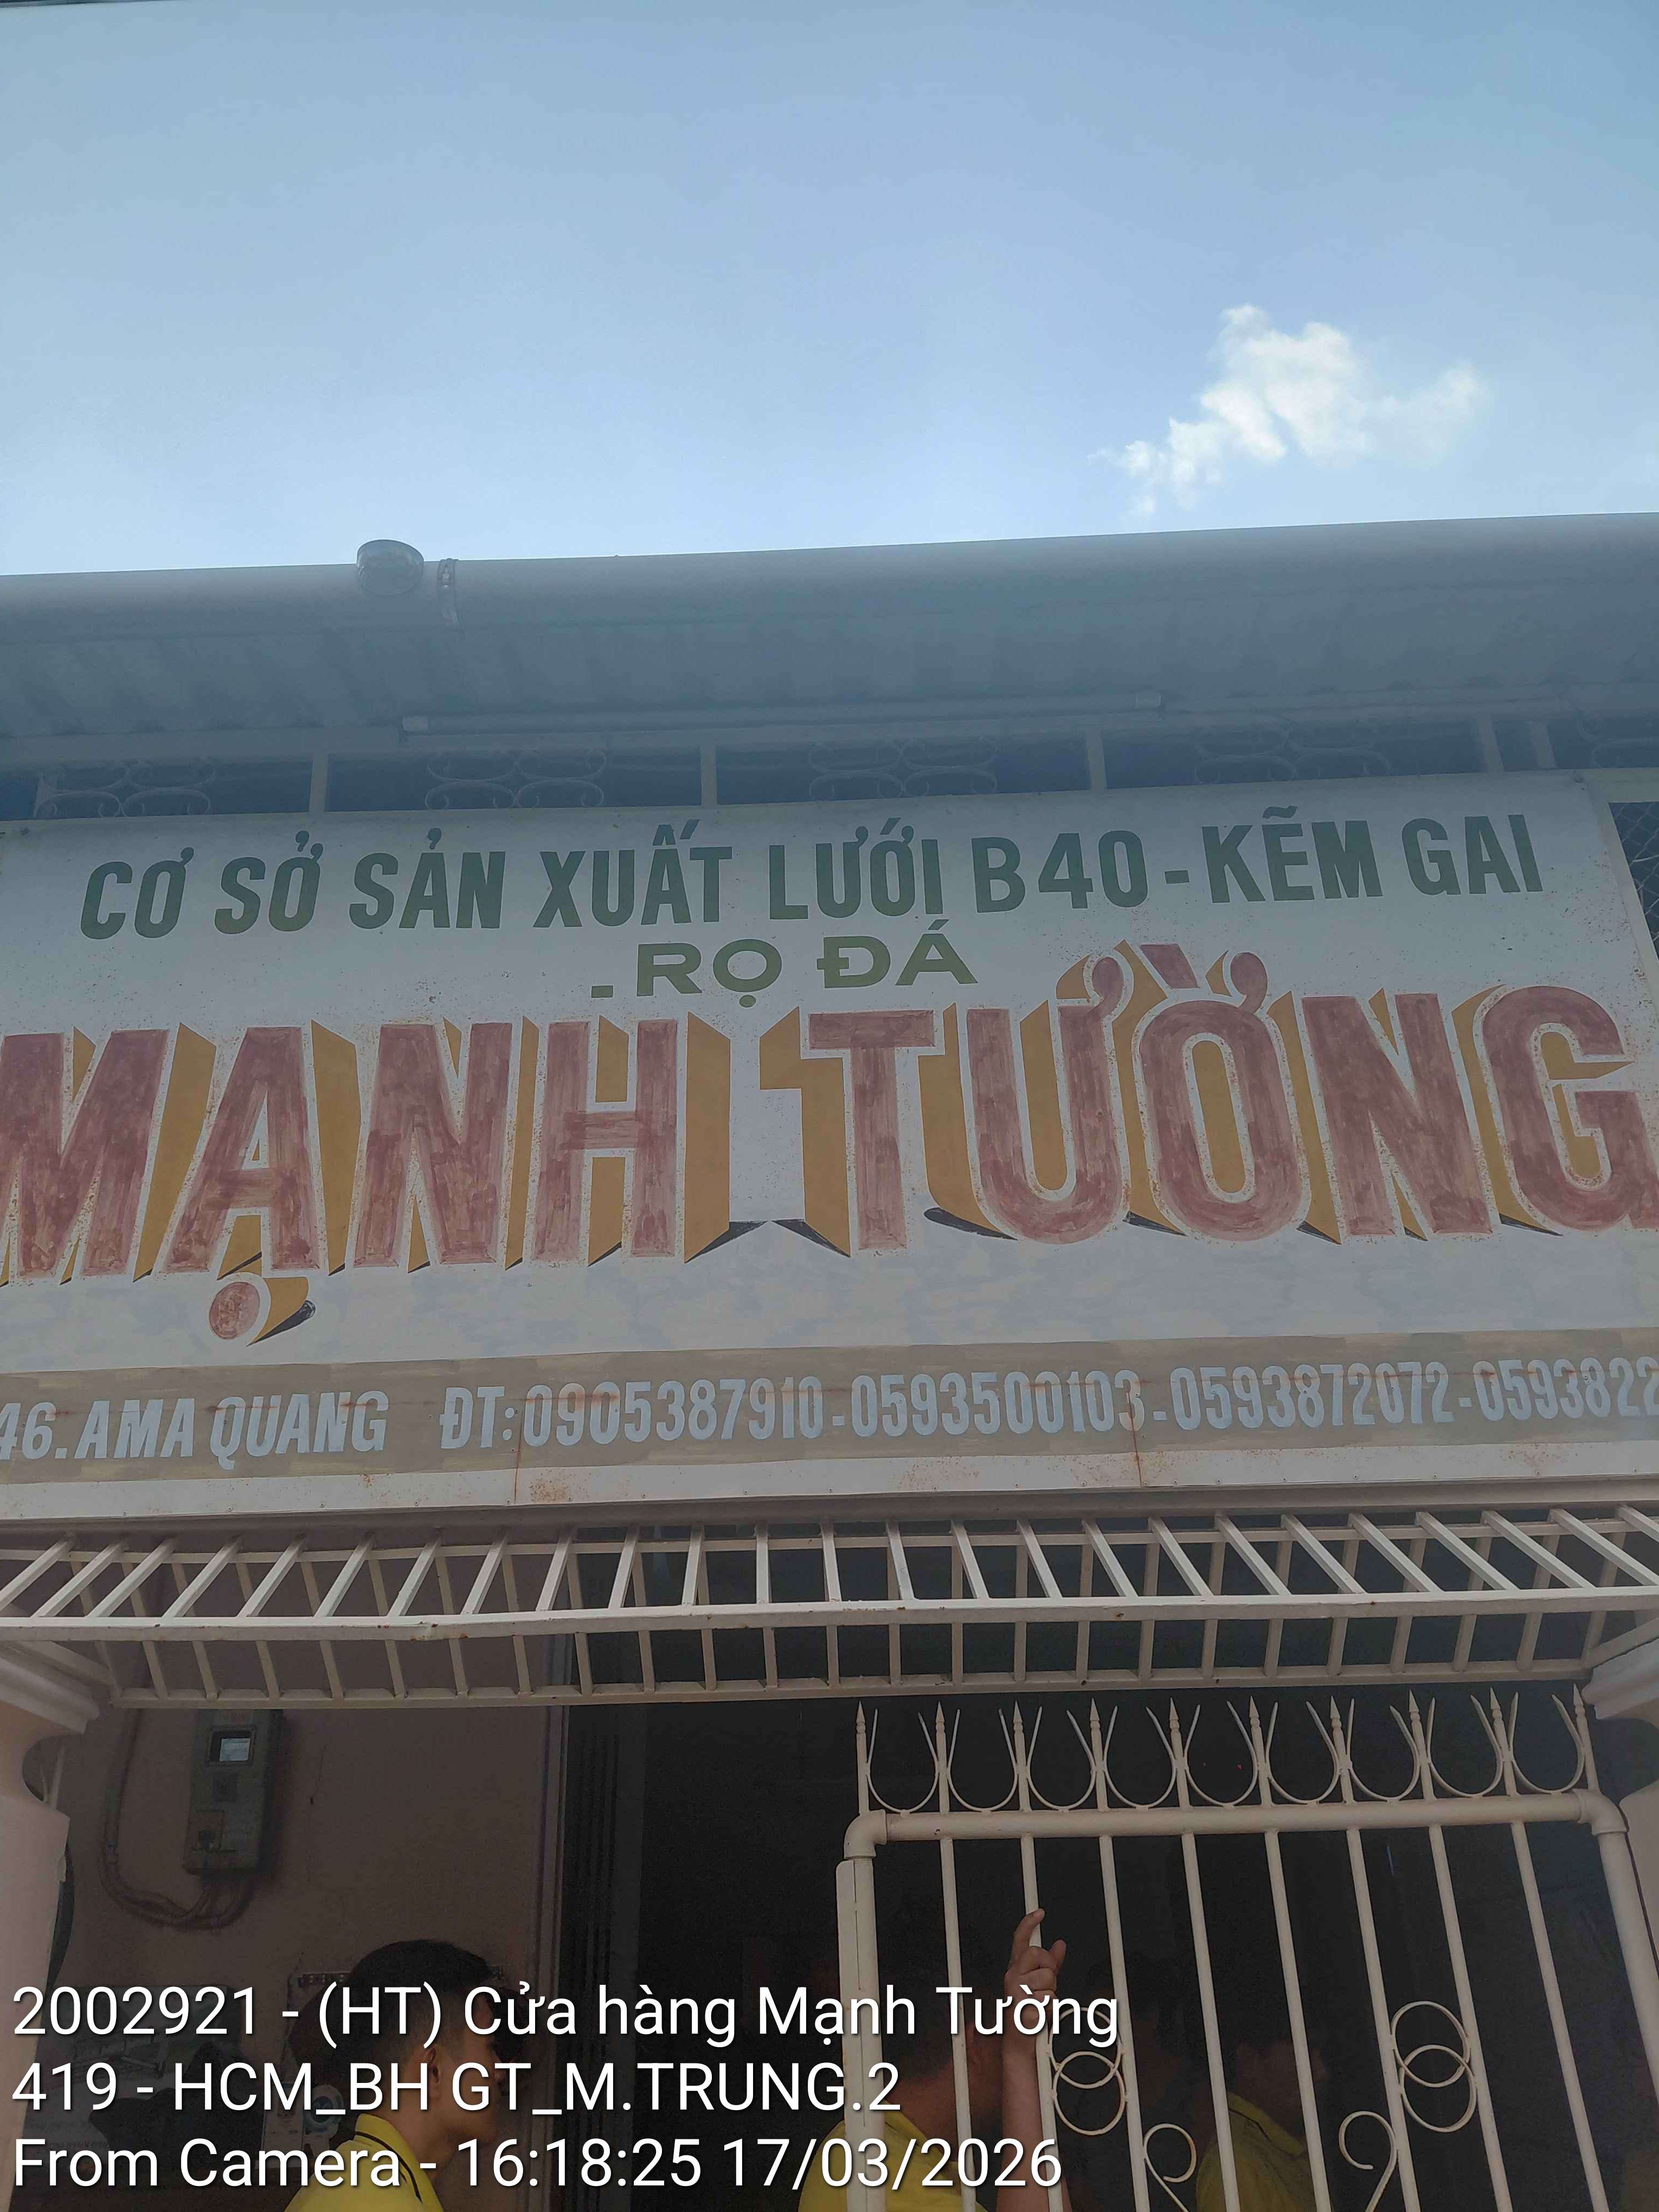 CƠ SỞ SẢN XUẤT LƯỚI B40 - KẼM GAI
. RỌ ĐÁ
MẠNH TƯỜNG
46. AMA QUANG ĐT: 0905387910 - 0593500103 - 0593872072 - 0593822
2002921 - (HT) Cửa hàng Mạnh Tường
419 - HCM_BH GT_M.TRUNG.2
From Camera - 16:18:25 17/03/2026